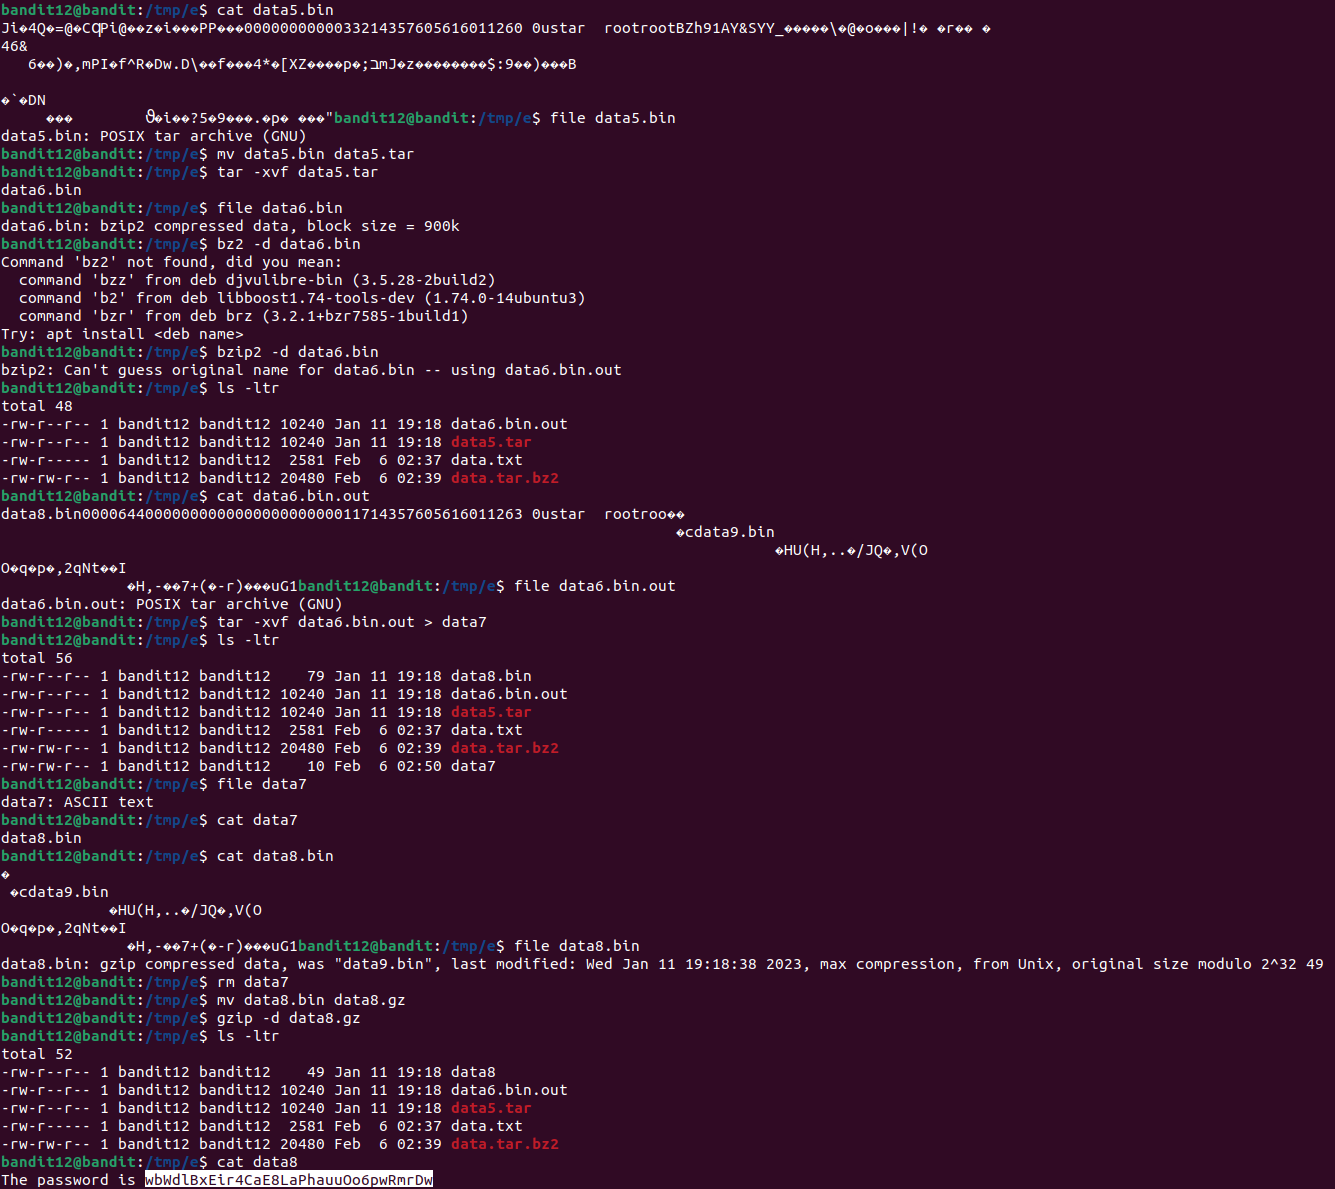 bandit12@bandit:/tmp/e$ cat data5.bin
Ji�4Q�=@�CC̨Pi@��z�i���PP���0000000000033214357605616011260 0ustar  rootrootBZh91AY&SYY_�����\�@�o���|!� �r�� �
46&
   6��)�,mPI�f^R�Dw.D\��f���4*�[XZ����p�;בmJ�z��������$:9��)���B
�`�DN
     ���        ϑ�i��?5�9���.�p� ���"bandit12@bandit:/tmp/e$ file data5.bin
data5.bin: POSIX tar archive (GNU)
bandit12@bandit:/tmp/e$ mv data5.bin data5.tar
bandit12@bandit:/tmp/e$ tar -xvf data5.tar
data6.bin
bandit12@bandit:/tmp/e$ file data6.bin
data6.bin: bzip2 compressed data, block size = 900k
bandit12@bandit:/tmp/e$ bz2 -d data6.bin
Command 'bz2' not found, did you mean:
  command 'bzz' from deb djvulibre-bin (3.5.28-2build2)
  command 'b2' from deb libboost1.74-tools-dev (1.74.0-14ubuntu3)
  command 'bzr' from deb brz (3.2.1+bzr7585-1build1)
Try: apt install <deb name>
bandit12@bandit:/tmp/e$ bzip2 -d data6.bin
bzip2: Can't guess original name for data6.bin -- using data6.bin.out
bandit12@bandit:/tmp/e$ ls -ltr
total 48
-rw-r--r-- 1 bandit12 bandit12 10240 Jan 11 19:18 data6.bin.out
-rw-r--r-- 1 bandit12 bandit12 10240 Jan 11 19:18 data5.tar
-rw-r----- 1 bandit12 bandit12  2581 Feb  6 02:37 data.txt
-rw-rw-r-- 1 bandit12 bandit12 20480 Feb  6 02:39 data.tar.bz2
bandit12@bandit:/tmp/e$ cat data6.bin.out
data8.bin0000644000000000000000000000011714357605616011263 0ustar  rootroo��
�cdata9.bin
�HU(H,..�/JQ�,V(O
O�q�p�,2qNt��I
�H,-��7+(�-r)���uG1bandit12@bandit:/tmp/e$ file data6.bin.out
data6.bin.out: POSIX tar archive (GNU)
bandit12@bandit:/tmp/e$ tar -xvf data6.bin.out > data7
bandit12@bandit:/tmp/e$ ls -ltr
total 56
-rw-r--r-- 1 bandit12 bandit12    79 Jan 11 19:18 data8.bin
-rw-r--r-- 1 bandit12 bandit12 10240 Jan 11 19:18 data6.bin.out
-rw-r--r-- 1 bandit12 bandit12 10240 Jan 11 19:18 data5.tar
-rw-r----- 1 bandit12 bandit12  2581 Feb  6 02:37 data.txt
-rw-rw-r-- 1 bandit12 bandit12 20480 Feb  6 02:39 data.tar.bz2
-rw-rw-r-- 1 bandit12 bandit12    10 Feb  6 02:50 data7
bandit12@bandit:/tmp/e$ file data7
data7: ASCII text
bandit12@bandit:/tmp/e$ cat data7
data8.bin
bandit12@bandit:/tmp/e$ cat data8.bin
�
 �cdata9.bin
�HU(H,..�/JQ�,V(O
O�q�p�,2qNt��I
�H,-��7+(�-r)���uG1bandit12@bandit:/tmp/e$ file data8.bin
data8.bin: gzip compressed data, was "data9.bin", last modified: Wed Jan 11 19:18:38 2023, max compression, from Unix, original size modulo 2^32 49
bandit12@bandit:/tmp/e$ rm data7
bandit12@bandit:/tmp/e$ mv data8.bin data8.gz
bandit12@bandit:/tmp/e$ gzip -d data8.gz
bandit12@bandit:/tmp/e$ ls -ltr
total 52
-rw-r--r-- 1 bandit12 bandit12    49 Jan 11 19:18 data8
-rw-r--r-- 1 bandit12 bandit12 10240 Jan 11 19:18 data6.bin.out
-rw-r--r-- 1 bandit12 bandit12 10240 Jan 11 19:18 data5.tar
-rw-r----- 1 bandit12 bandit12  2581 Feb  6 02:37 data.txt
-rw-rw-r-- 1 bandit12 bandit12 20480 Feb  6 02:39 data.tar.bz2
bandit12@bandit:/tmp/e$ cat data8
The password is wbWdlBxEir4CaE8LaPhauuOo6pwRmrDw